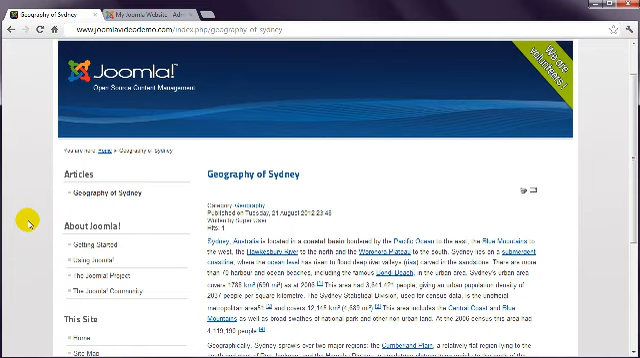 Geography of Sydney
My Joomla Website - Adm
www.joomlavideodemo.com/index.php/geography-of-sydney
Joomla!™
Open Source Content Management
We are volunteers!
You are here: Home » Geography of Sydney
Articles
Geography of Sydney
About Joomla!
Getting Started
Using Joomla!
The Joomla! Project
The Joomla! Community
This Site
Home
Site Map
Geography of Sydney
Category: Geography
Published on Tuesday, 21 August 2012 23:48
Written by Super User
Hits: 1
Sydney, Australia is located in a coastal basin bordered by the Pacific Ocean to the east, the Blue Mountains to
the west, the Hawkesbury River to the north and the Woronora Plateau to the south. Sydney lies on a submergent
coastline, where the ocean level has risen to flood deep river valleys (rias) carved in the sandstone. There are more
than 70 harbour and ocean beaches, including the famous Bondi Beach, in the urban area. Sydney's urban area
covers 1788 km² (690 mi²) as at 2006.[1] This area had 3,641,421 people, giving an urban population density of
2037 people per square kilometre. The Sydney Statistical Division, used for census data, is the unofficial
metropolitan area51 [2] and covers 12,145 km² (4,689 mi²) This area includes the Central Coast and Blue
Mountains as well as broad swathes of national park and other non urban land. At the 2006 census this area had
4,119,190 people.[4]
Geographically, Sydney sprawls over two major regions: the Cumberland Plain, a relatively flat region lying to the